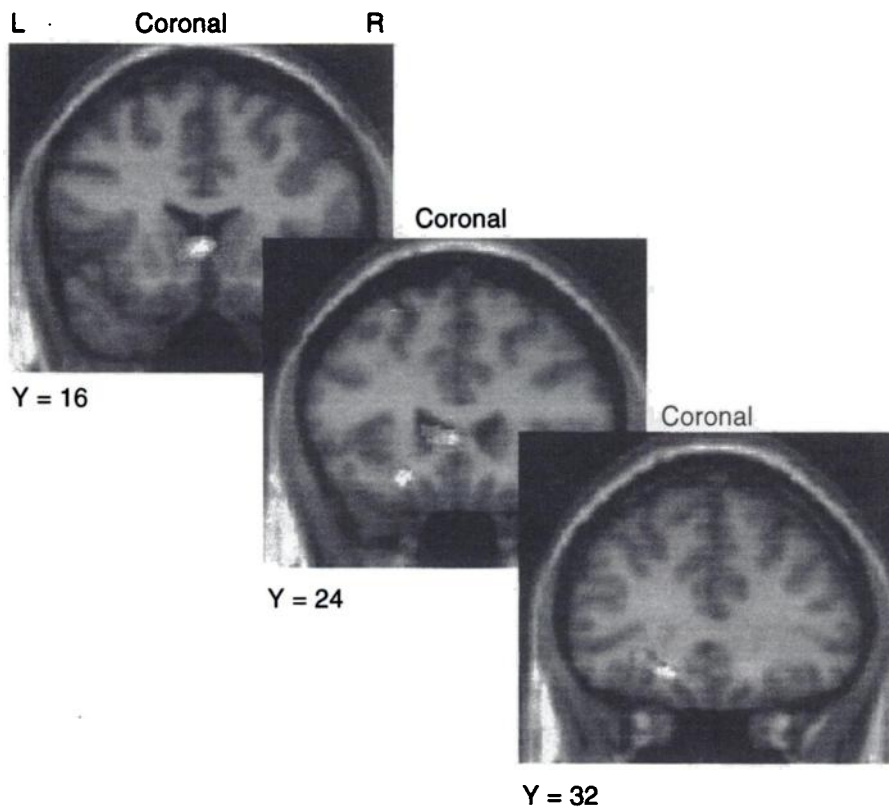 L Coronal R
Coronal
Y = 16
Coronal
Y = 24
Y = 32